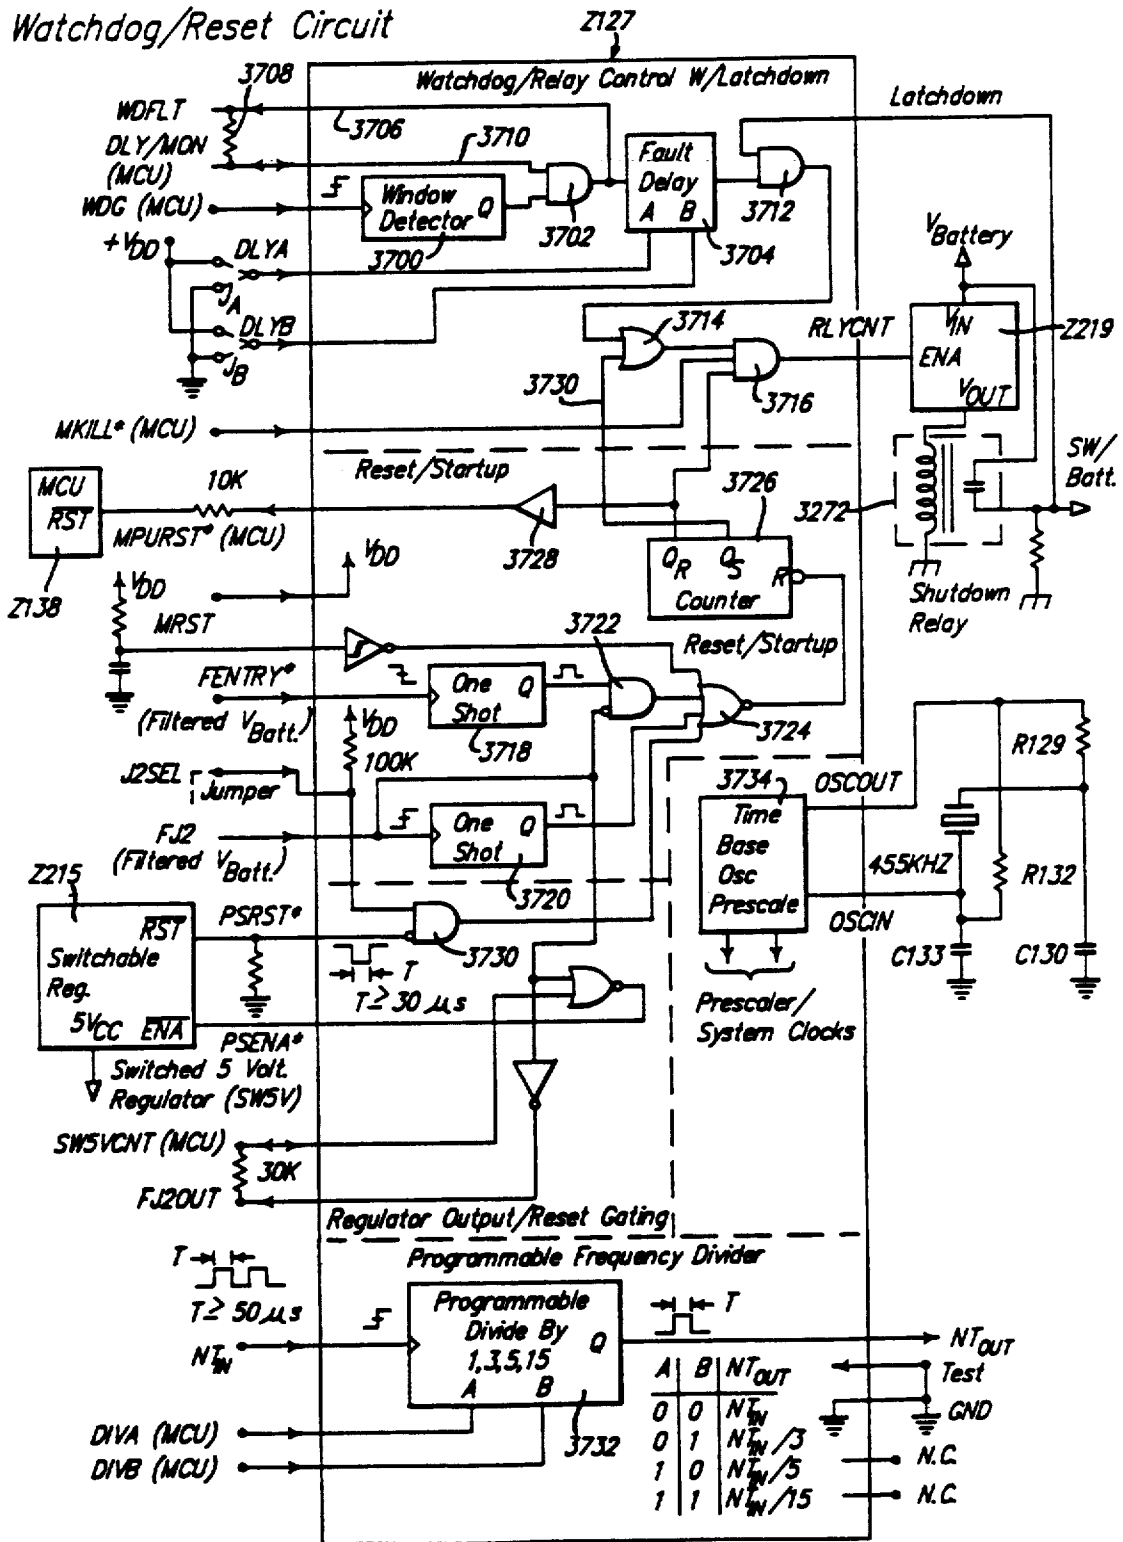 Watchdog/Reset Circuit
Z127
Watchdog/Relay Control W/Latchdown
3708
WDFLT
3706
Latchdown
DLY/MON
(MCU)
3710
Fault
Delay
A B
WDG (MCU)
Window
Detector
Q
3702
3712
3704
3700
+VDD
DLYA
JA
DLYB
JB
VBattery
3714
RLYCNT
VIN
Z219
ENA
VOUT
3730
3716
MKILL* (MCU)
Reset/Startup
SW/
Batt.
MCU
RST
10K
3726
3272
MPURST* (MCU)
3728
QR QS R
Counter
Z138
VDD
VDD
MRST
Shutdown
Relay
3722
Reset/Startup
FENTRY*
(Filtered VBatt.)
One
Shot
Q
3718
3724
VDD
100K
J2SEL
Jumper
R129
3734
OSCOUT
FJ2
(Filtered VBatt.)
One
Shot
Q
3720
Time
Base
Osc
Prescale
455KHZ
R132
OSCIN
Z215
PSRST*
RST
Switchable
Reg.
5VCC ENA
3730
C133
C130
T
T≥30μs
Prescaler/
System Clocks
PSENA*
Switched 5 Volt.
Regulator (SW5V)
SW5VCNT (MCU)
30K
FJ2OUT
Regulator Output/Reset Gating
Programmable Frequency Divider
T
T≥50μs
Programmable
Divide By
1,3,5,15
Q
A B
T
NTIN
NTOUT
Test
A B NTOUT
0 0 NTIN
GND
DIVA (MCU)
3732
0 1 NTIN/3
DIVB (MCU)
1 0 NTIN/5
N.C.
1 1 NTIN/15
N.C.